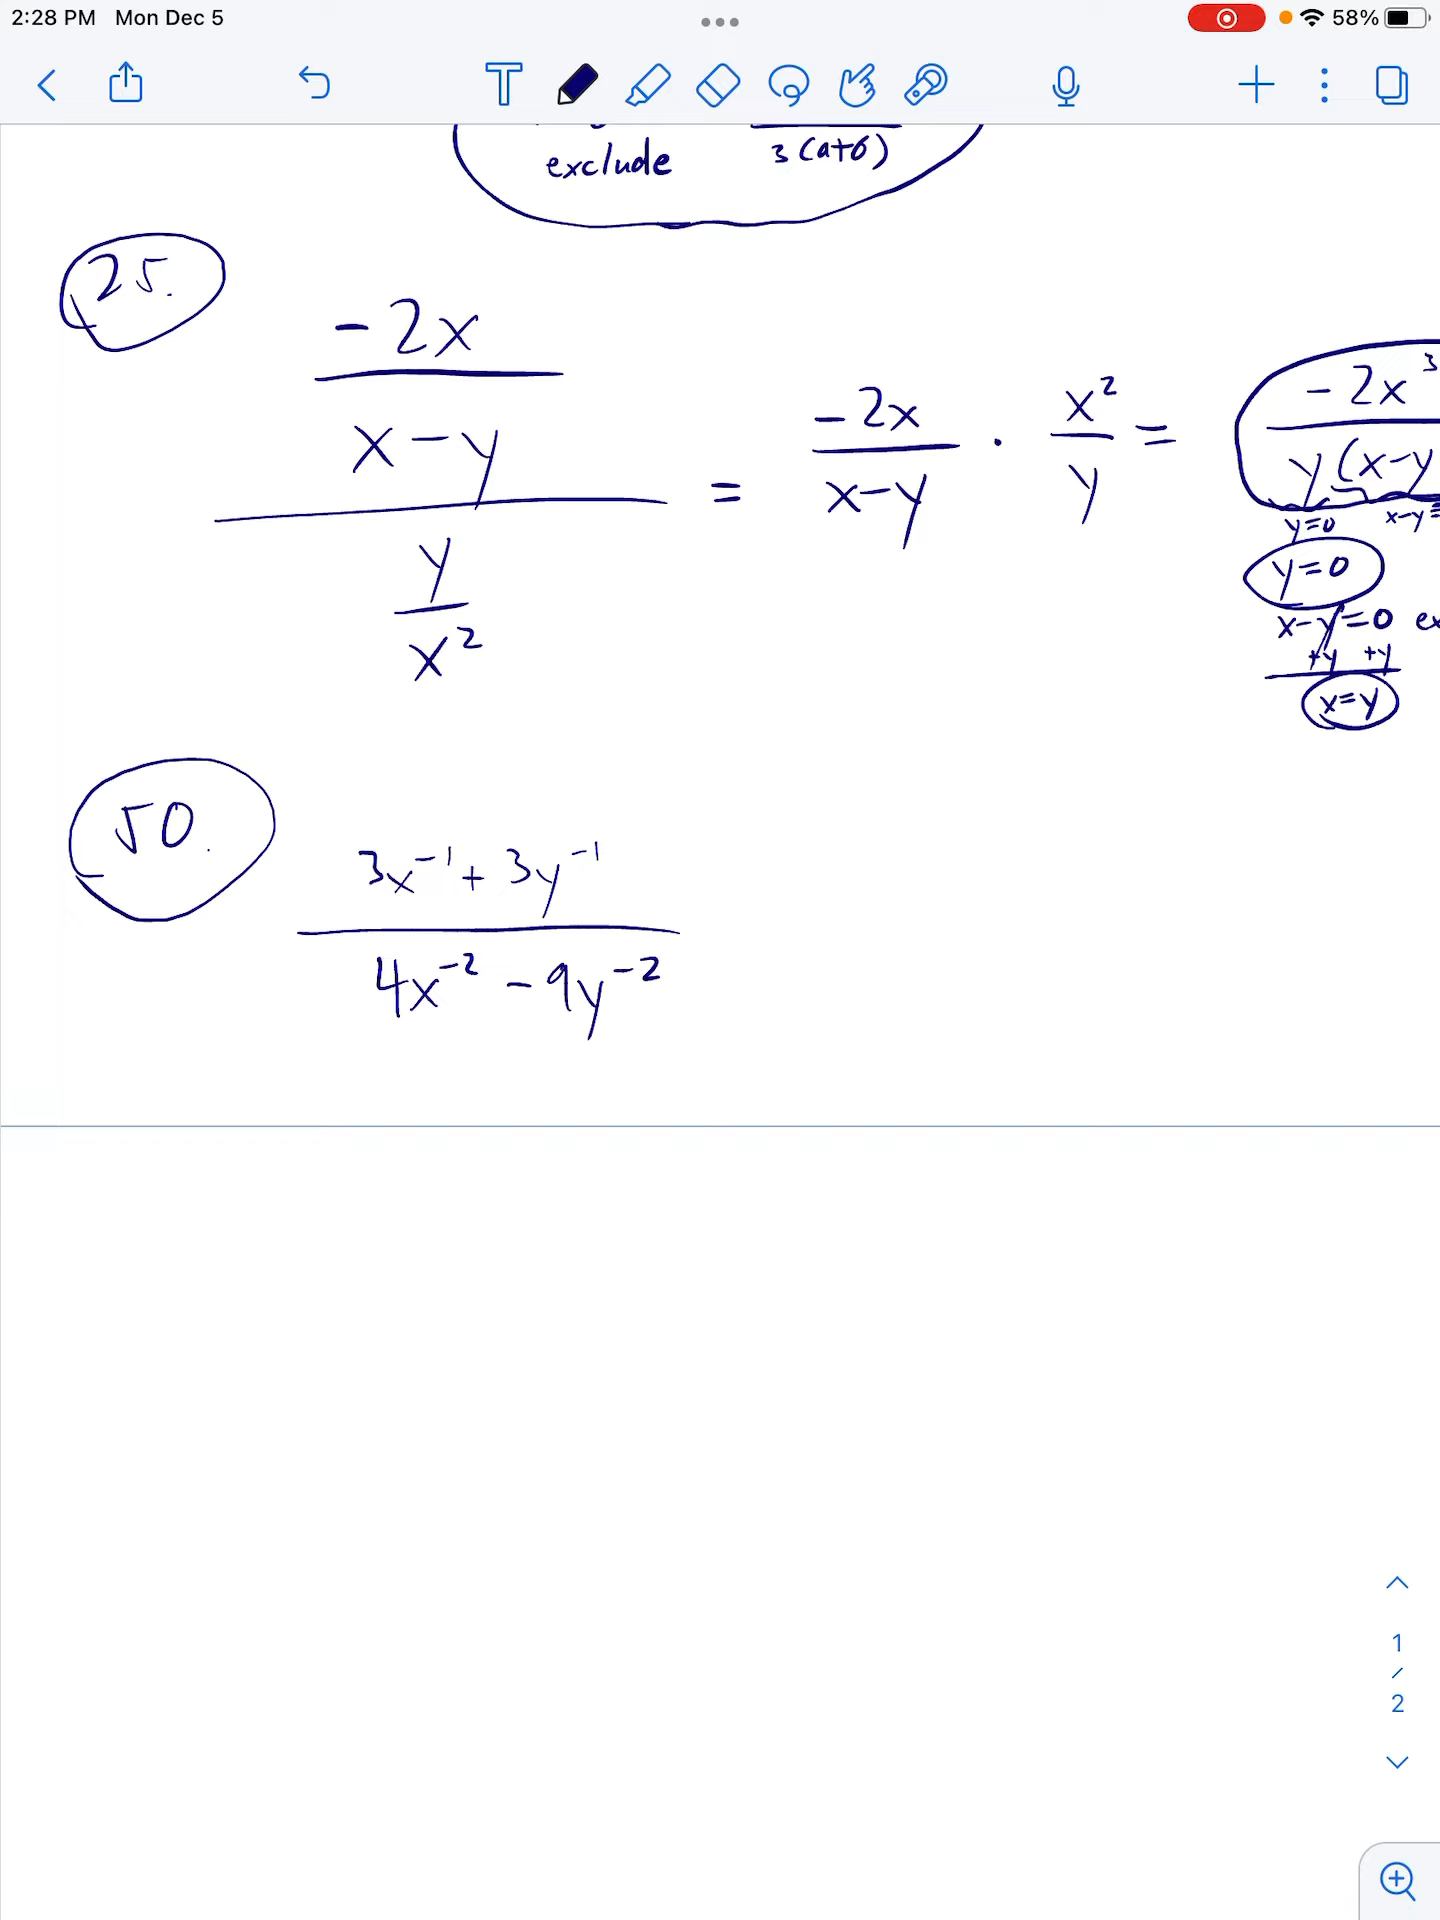 2:28 PM Mon Dec 5
58%
T
exclude
3(a+6)
25.
-2x
x-y
y
x²
=
-2x
x-y
·
x²
y
=
-2x³
y(x-y
y=0
x-y=
y=0
x-y=0
+y +y
x=y
50.
3x⁻¹ + 3y⁻¹
4x⁻² - 9y⁻²
1
/
2